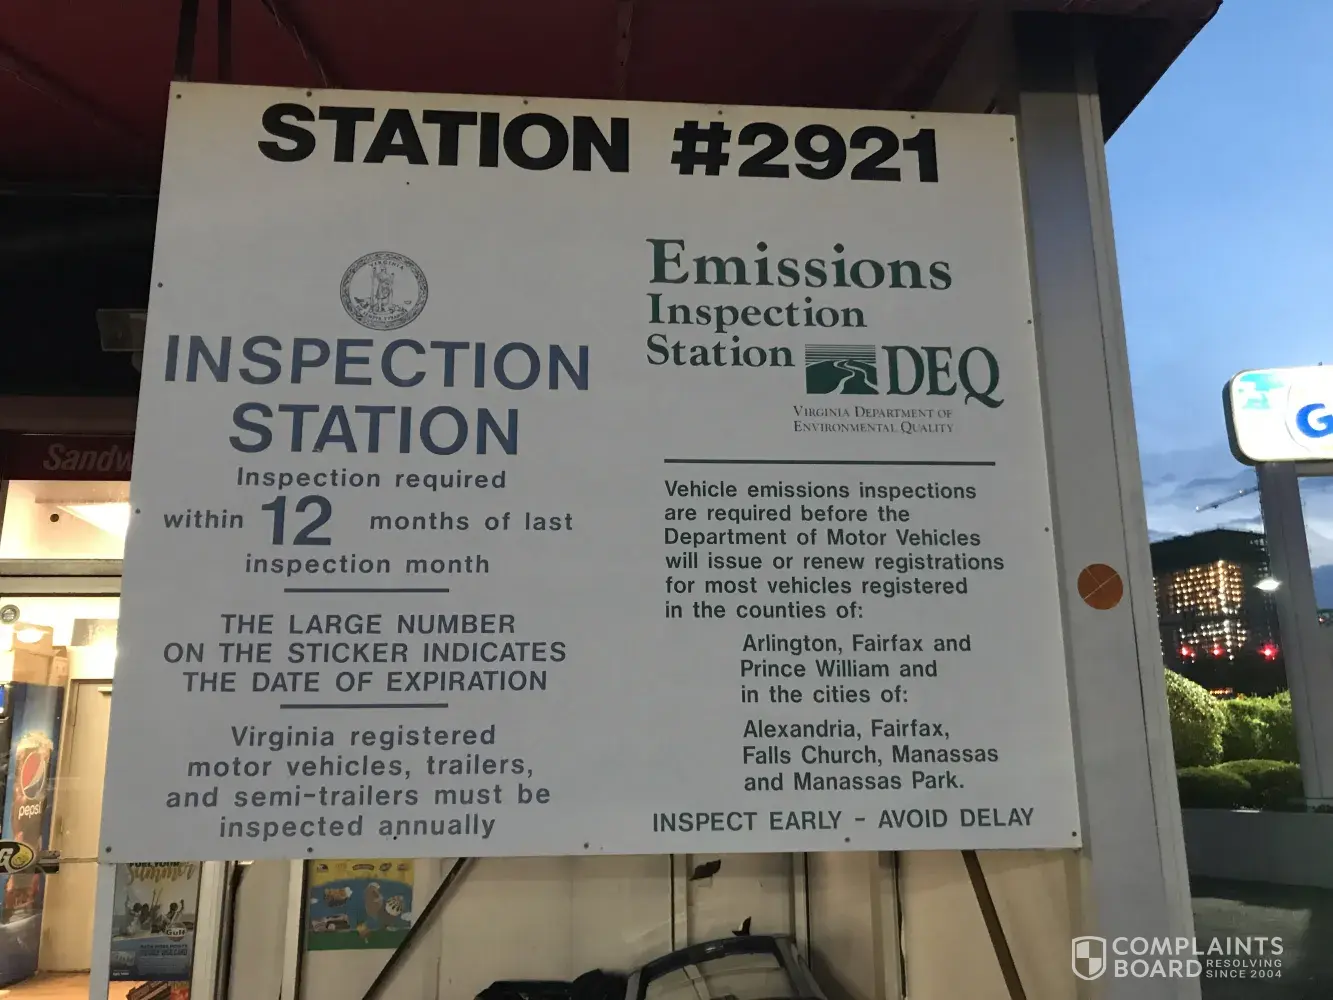 STATION #2921
VIRGINIA
INSPECTION
STATION
Inspection required
within 12 months of last
inspection month
THE LARGE NUMBER
ON THE STICKER INDICATES
THE DATE OF EXPIRATION
Virginia registered
motor vehicles, trailers,
and semi-trailers must be
inspected annually
Emissions
Inspection
Station DEQ
VIRGINIA DEPARTMENT OF
ENVIRONMENTAL QUALITY
Vehicle emissions inspections
are required before the
Department of Motor Vehicles
will issue or renew registrations
for most vehicles registered
in the counties of:
Arlington, Fairfax and
Prince William and
in the cities of:
Alexandria, Fairfax,
Falls Church, Manassas
and Manassas Park.
INSPECT EARLY - AVOID DELAY
Sandw
pepsi
G
Summer
Gulf
COMPLAINTS
BOARD RESOLVING
SINCE 2004